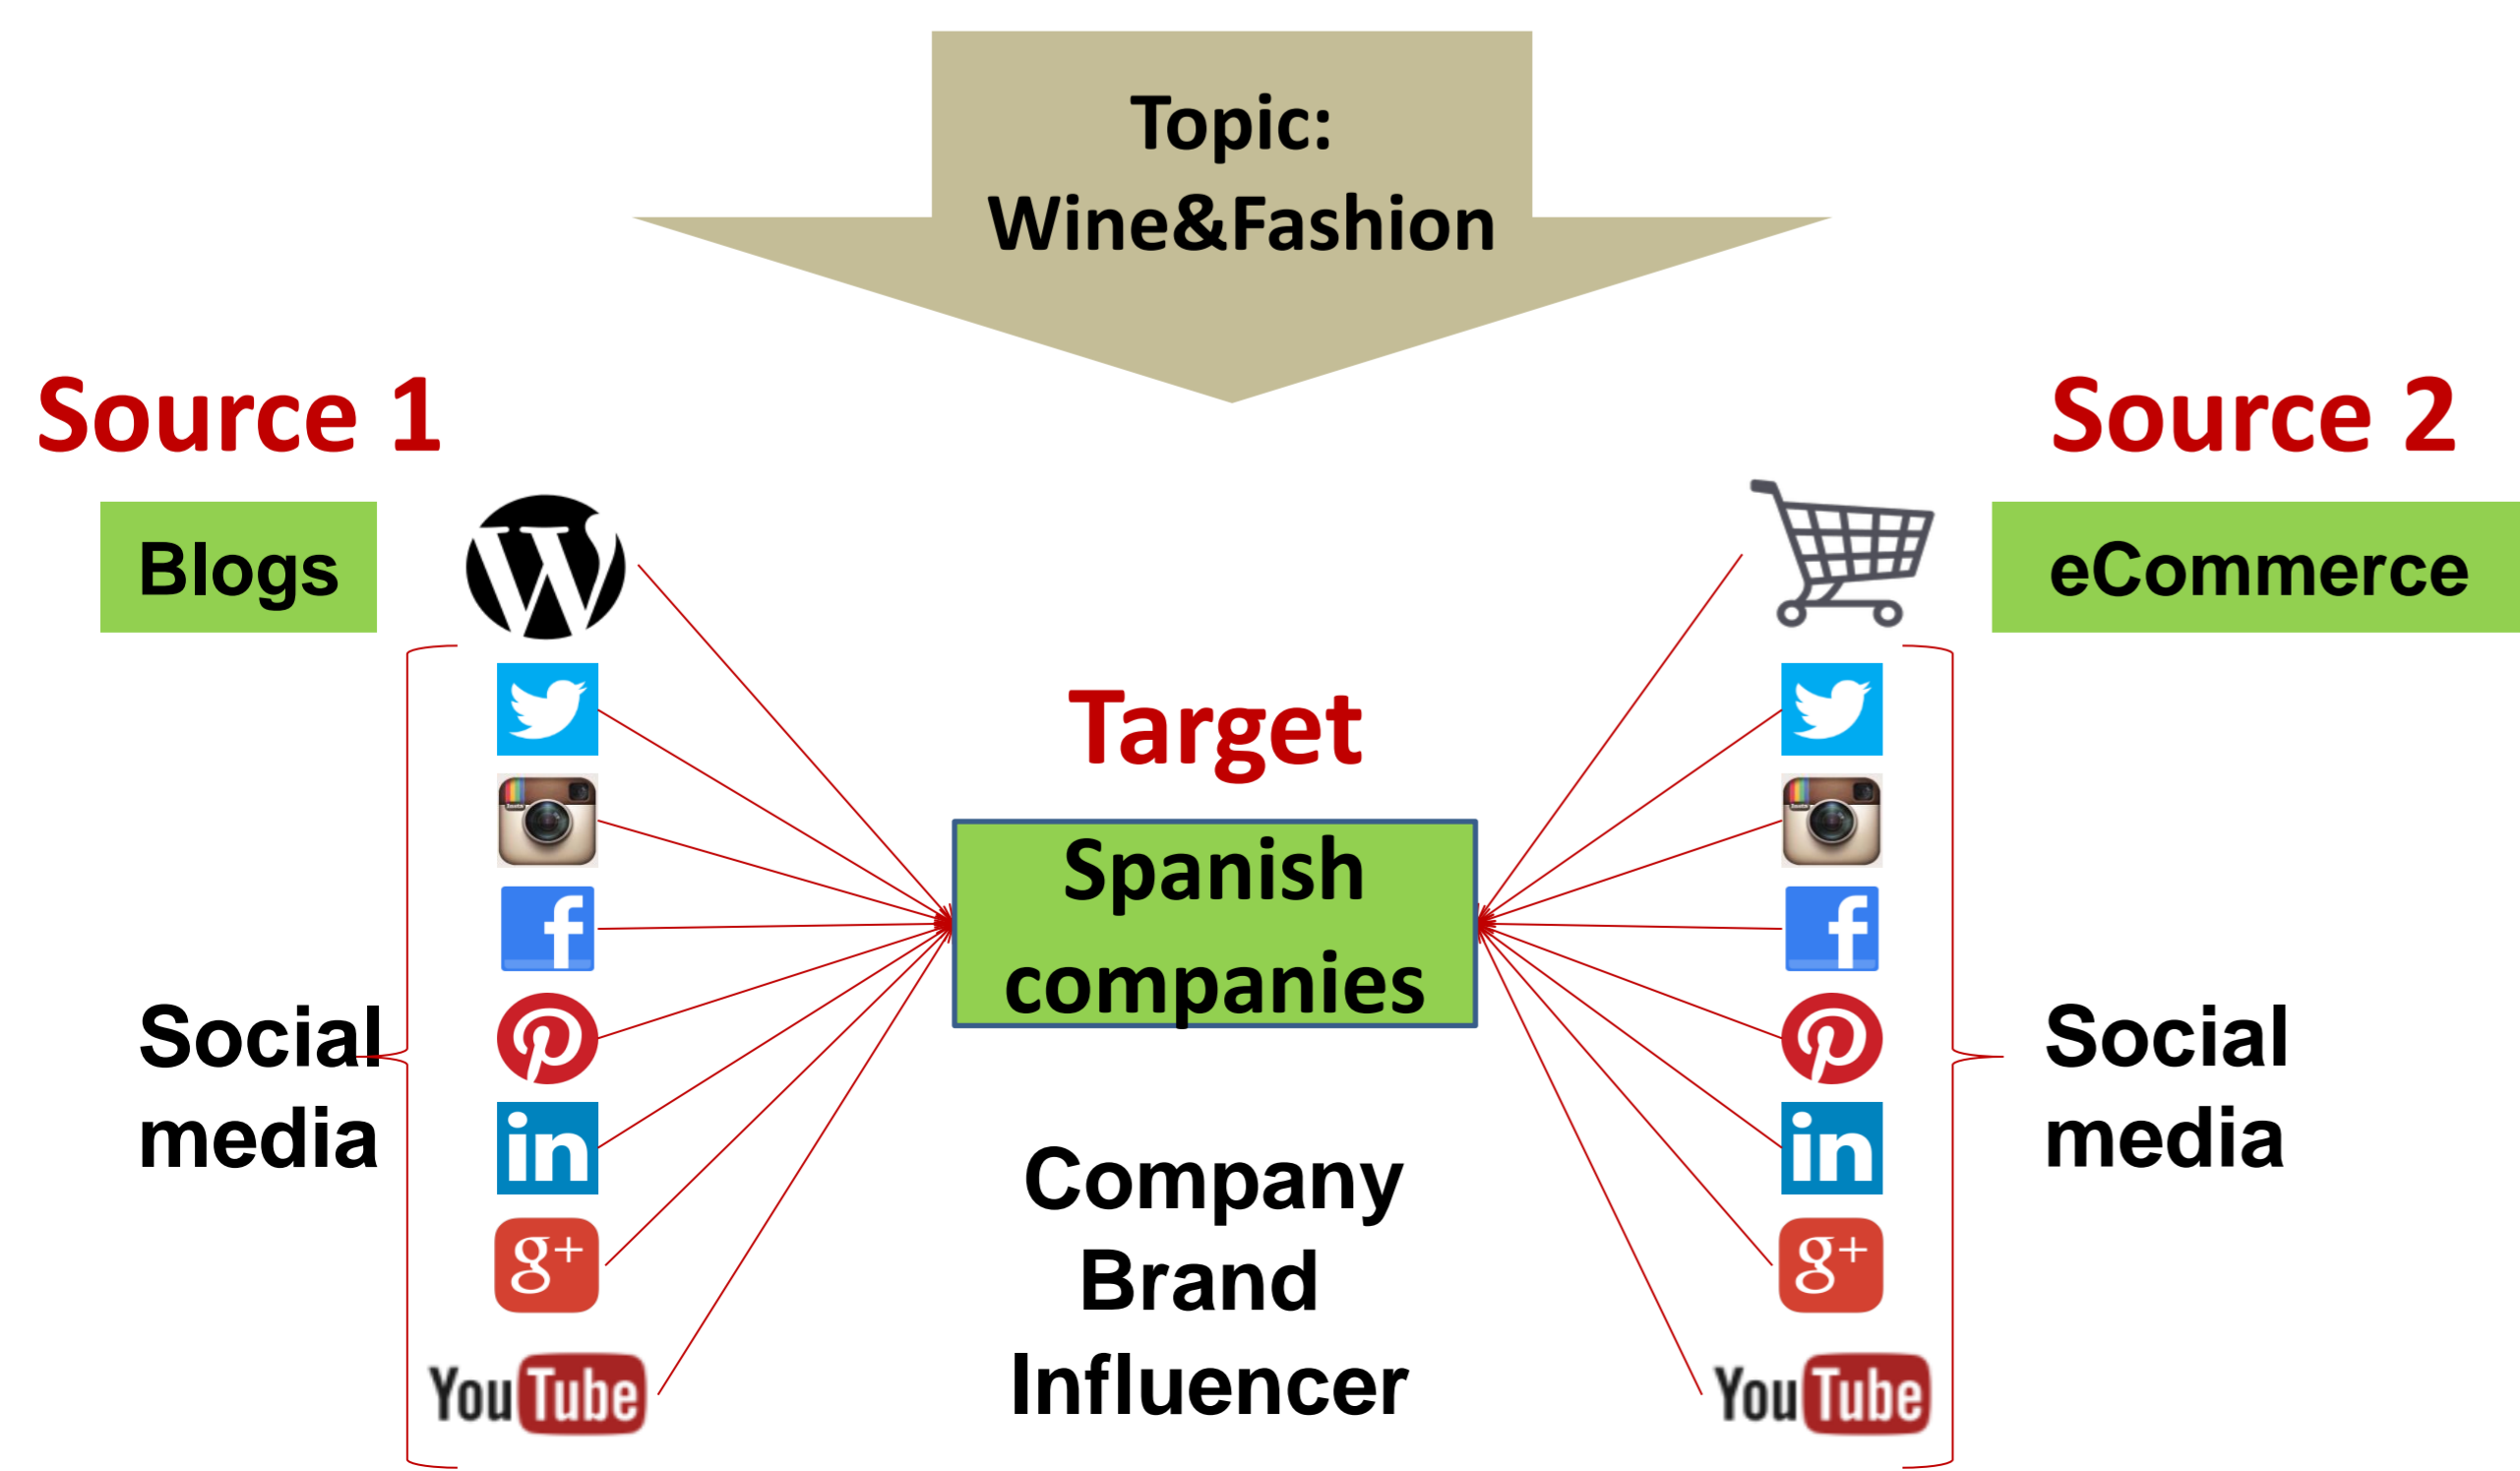 Topic:
Wine&Fashion
Source 1
Source 2
Blogs
eCommerce
Target
Spanish
companies
Social
media
Social
media
Company
Brand
Influencer
in
in
g+
g+
YouTube
YouTube